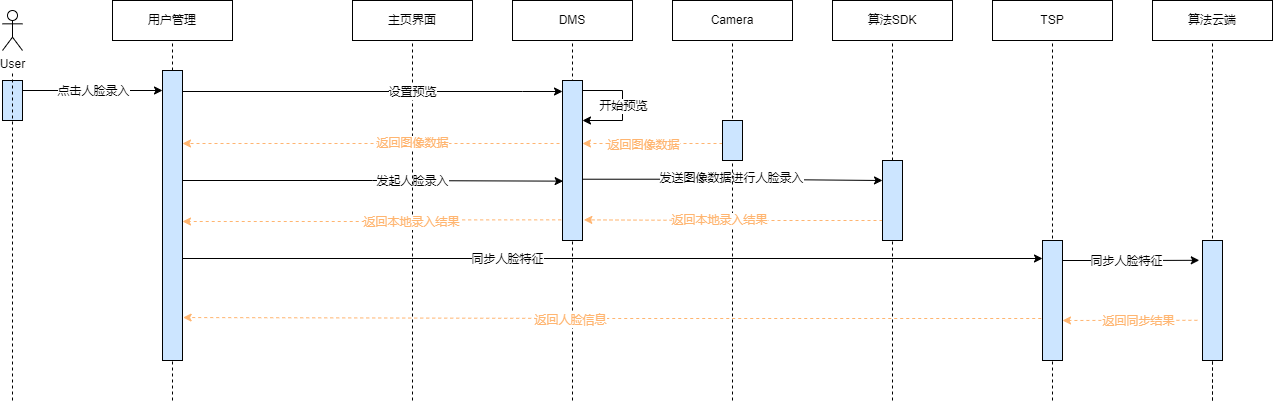 用户管理
主页界面
DMS
Camera
算法SDK
TSP
算法云端
User
点击人脸录入
设置预览
开始预览
返回图像数据
返回图像数据
发起人脸录入
发送图像数据进行人脸录入
返回本地录入结果
返回本地录入结果
同步人脸特征
同步人脸特征
返回人脸信息
返回同步结果